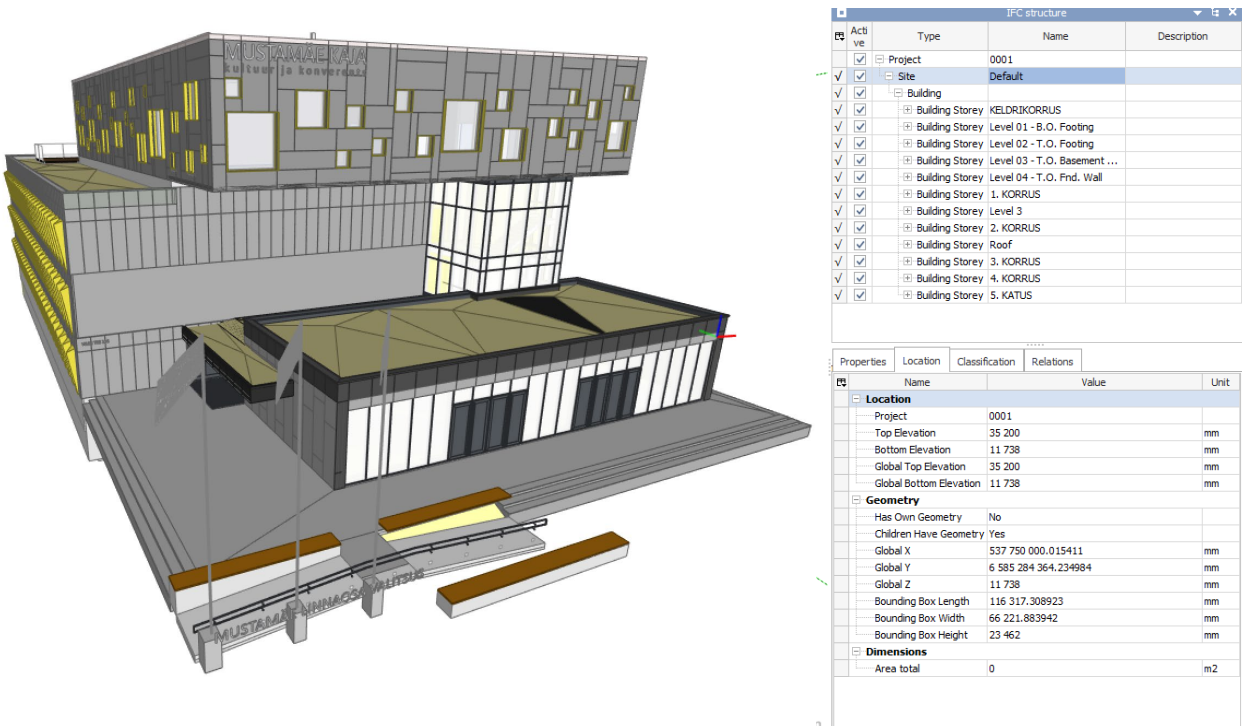 MUSTAMÄE KAJA
kultuur ja konverents
MUSTAMÄE LINNAOSAVALITSUS
IFC structure
Active Type Name Description
Project 0001
Site Default
Building
Building Storey KELDRIKORRUS
Building Storey Level 01 - B.O. Footing
Building Storey Level 02 - T.O. Footing
Building Storey Level 03 - T.O. Basement ...
Building Storey Level 04 - T.O. Fnd. Wall
Building Storey 1. KORRUS
Building Storey Level 3
Building Storey 2. KORRUS
Building Storey Roof
Building Storey 3. KORRUS
Building Storey 4. KORRUS
Building Storey 5. KATUS
Properties Location Classification Relations
Name Value Unit
Location
Project 0001
Top Elevation 35 200 mm
Bottom Elevation 11 738 mm
Global Top Elevation 35 200 mm
Global Bottom Elevation 11 738 mm
Geometry
Has Own Geometry No
Children Have Geometry Yes
Global X 537 750 000.015411 mm
Global Y 6 585 284 364.234984 mm
Global Z 11 738 mm
Bounding Box Length 116 317.308923 mm
Bounding Box Width 66 221.883942 mm
Bounding Box Height 23 462 mm
Dimensions
Area total 0 m2